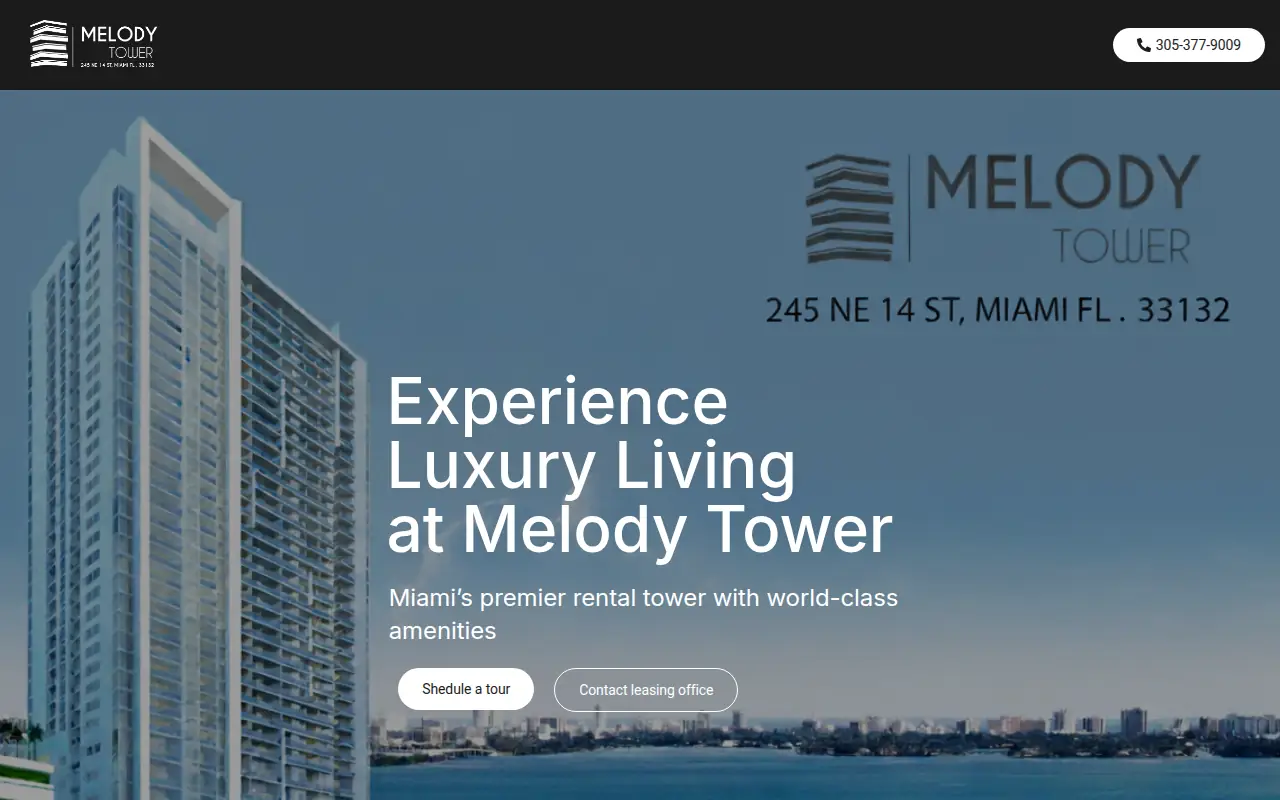 MELODY
TOWER
245 NE 14 ST, MIAMI FL . 33132
305-377-9009
MELODY
TOWER
245 NE 14 ST, MIAMI FL . 33132
Experience
Luxury Living
at Melody Tower
Miami’s premier rental tower with world-class
amenities
Shedule a tour
Contact leasing office